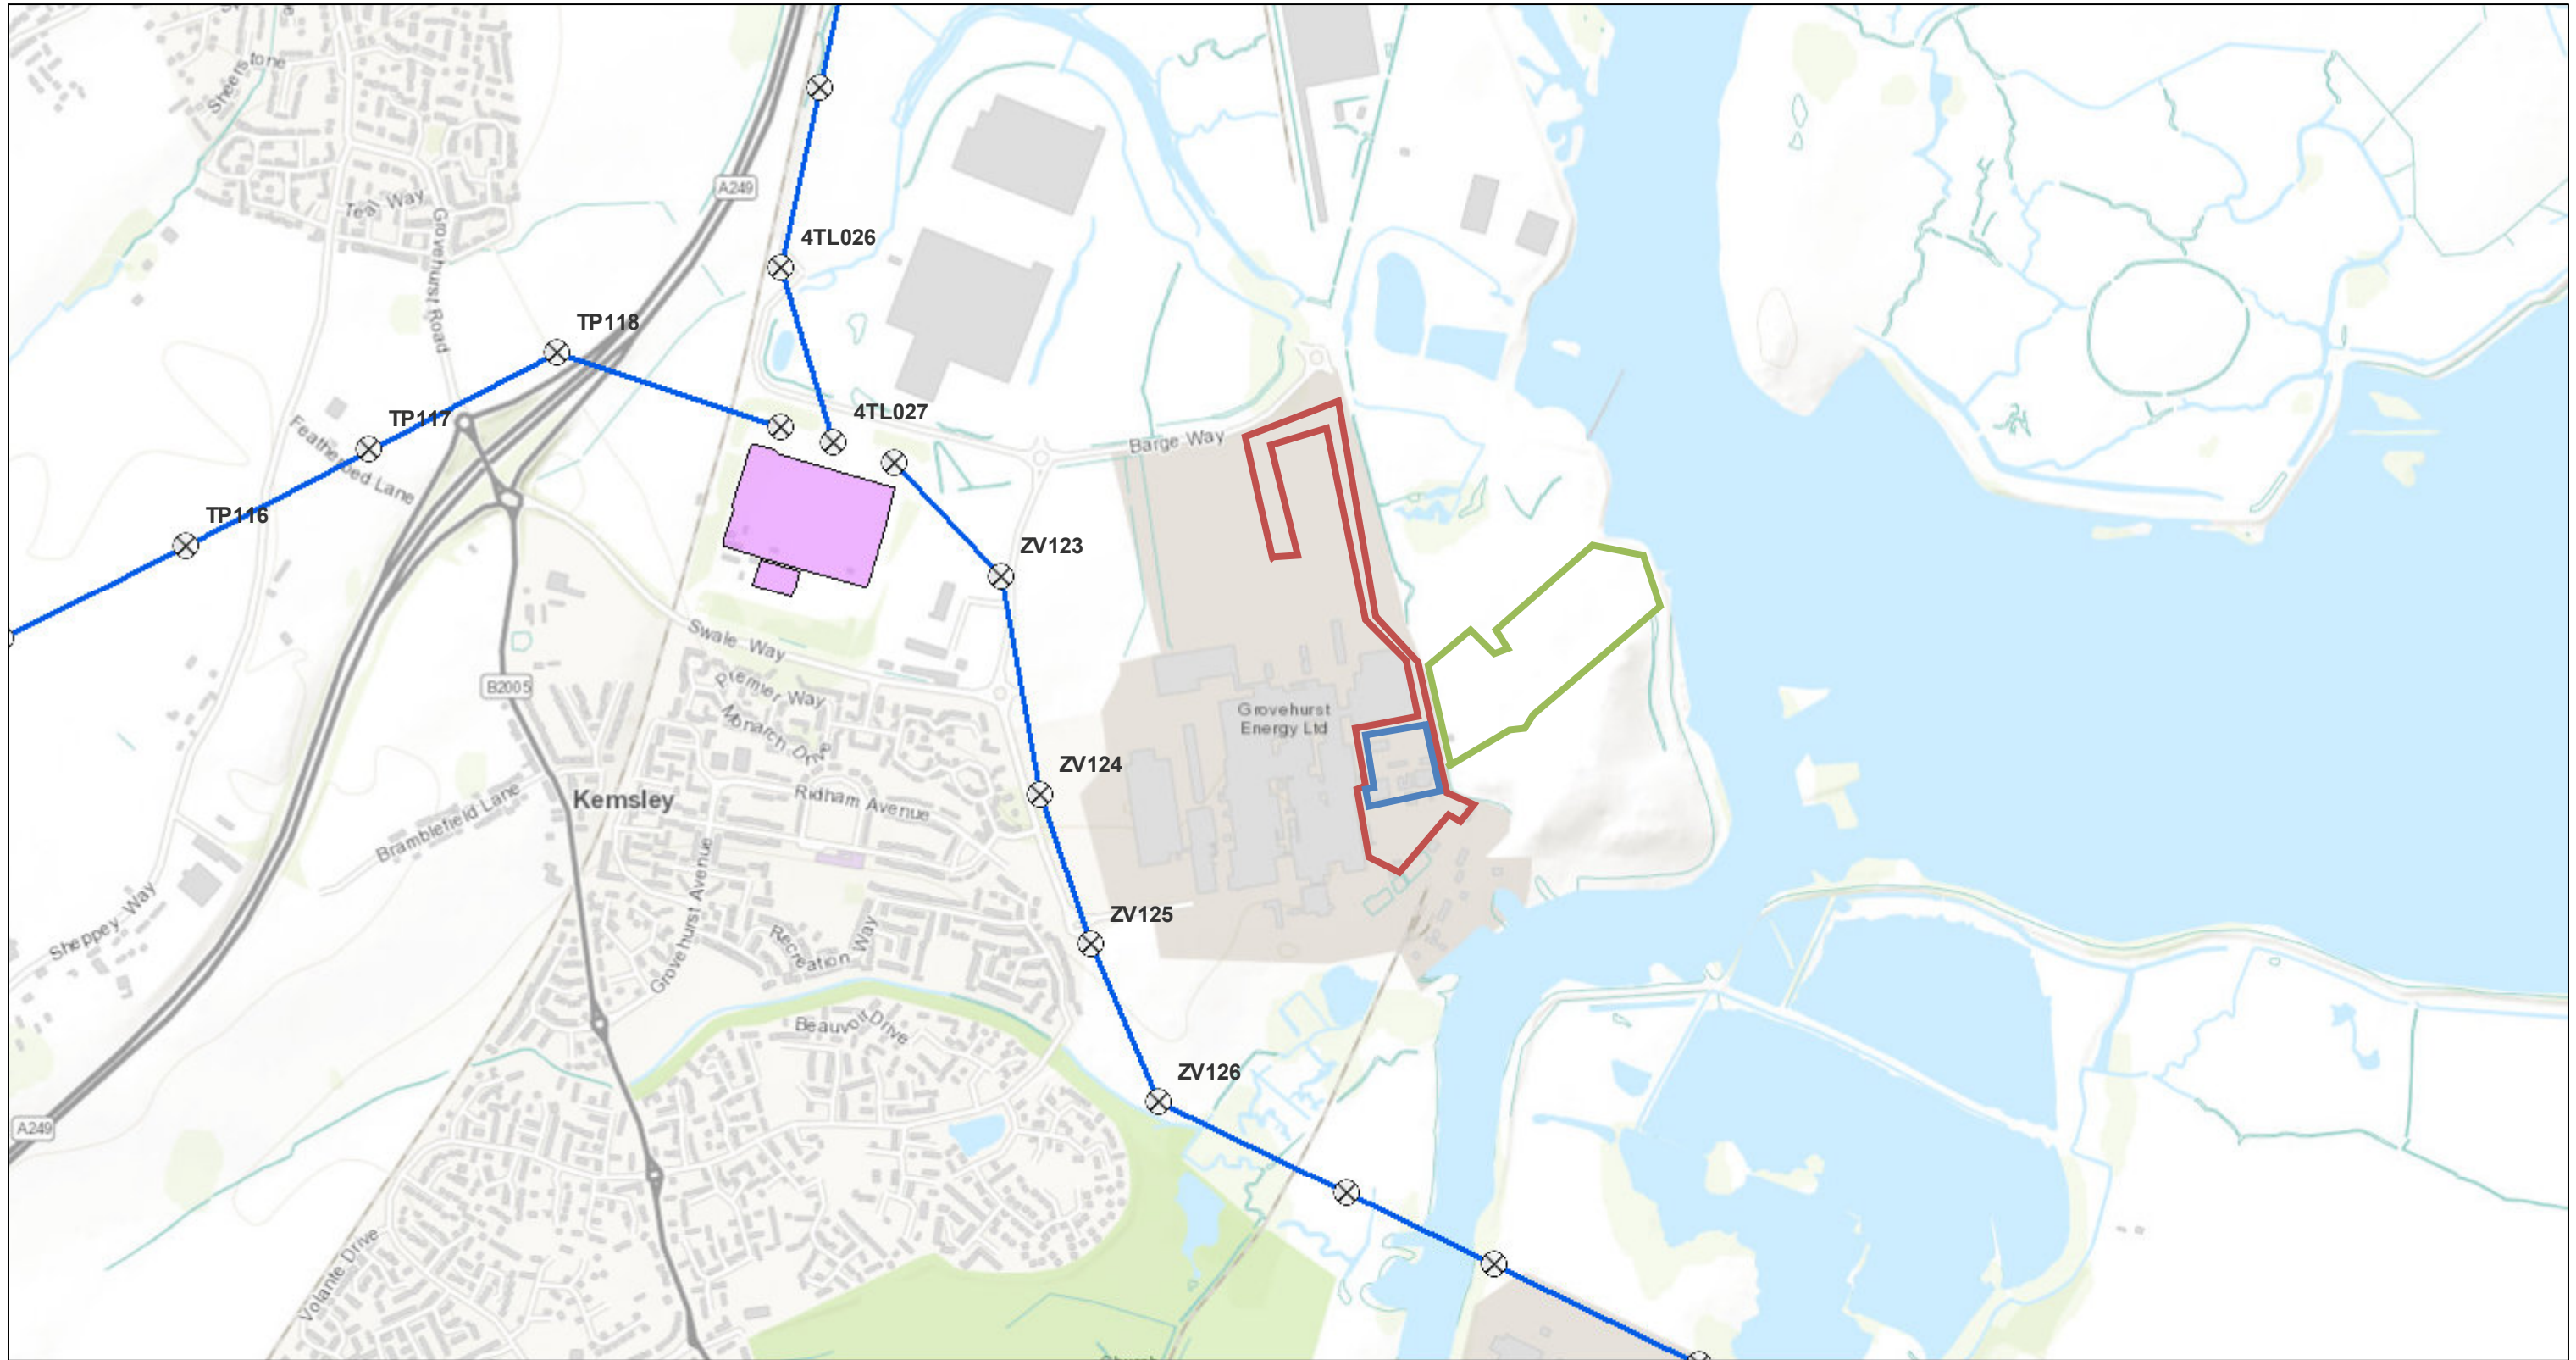 Teal Way
Grovehurst Road
A249
4TL026
TP118
4TL027
TP117
Featherbed Lane
Barge Way
TP116
ZV123
Swale Way
B2005
Premier Way
Monarch Drive
Grovehurst
Energy Ltd
ZV124
Kemsley
Ridham Avenue
Bramblefield Lane
Grovehurst Avenue
Sheppey Way
ZV125
Recreation Way
Beauvoir Drive
ZV126
A249
Volante Drive